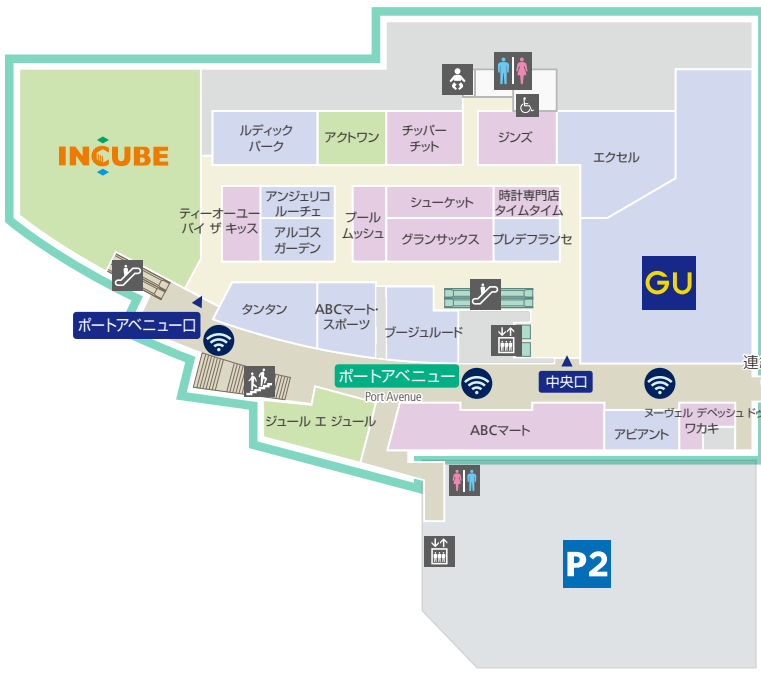 INCUBE
ルディック
パーク
アクトワン
チッパー
チット
ジンズ
エクセル
ティーオーユー
バイ ザ キッス
アンジェリコ
ルーチェ
アルゴス
ガーデン
プール
ムッシュ
シューケット
グランサックス
時計専門店
タイムタイム
プレデフランセ
GU
タンタン
ABCマート・
スポーツ
ブージュルード
ポートアベニュー口
ポートアベニュー
Port Avenue
中央口
ジュール エ ジュール
ABCマート
アビアント
ヌーヴェル デペッシュ
ワカキ
P2